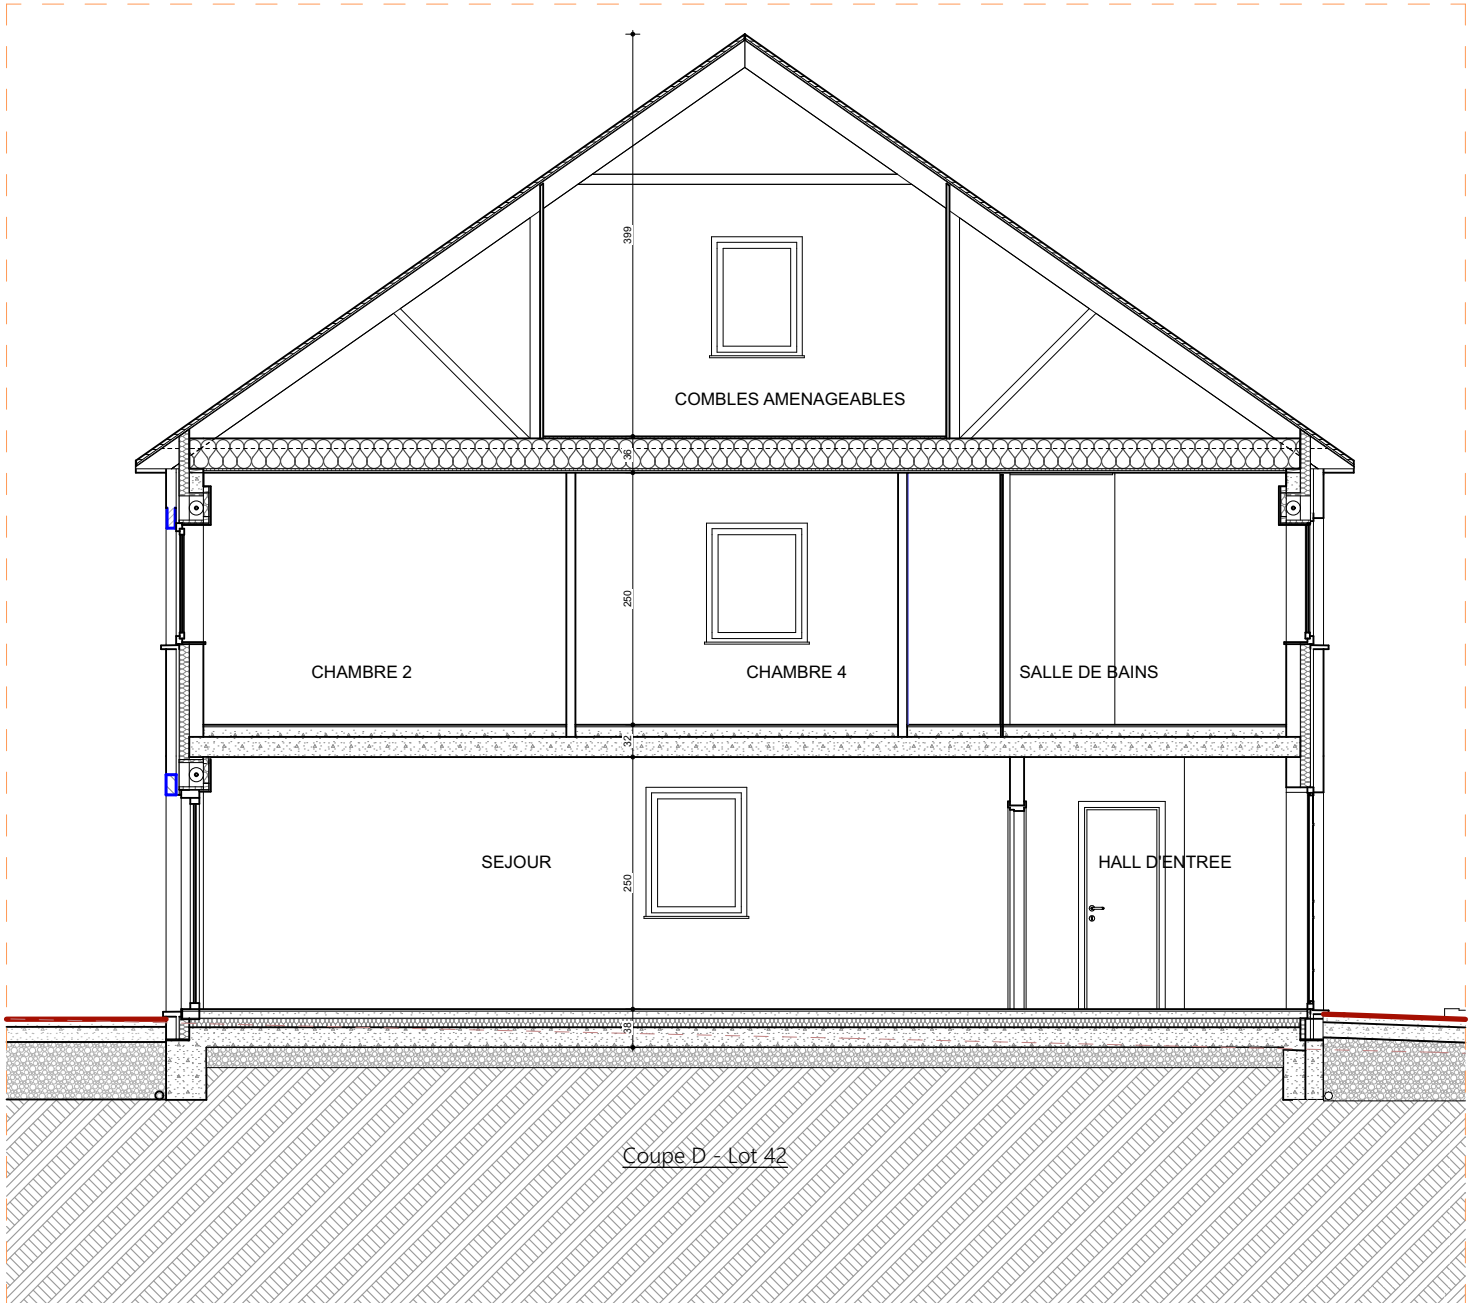 399
COMBLES AMENAGEABLES
36
250
CHAMBRE 2
CHAMBRE 4
SALLE DE BAINS
32
SEJOUR
250
HALL D'ENTREE
38
Coupe D - Lot 42